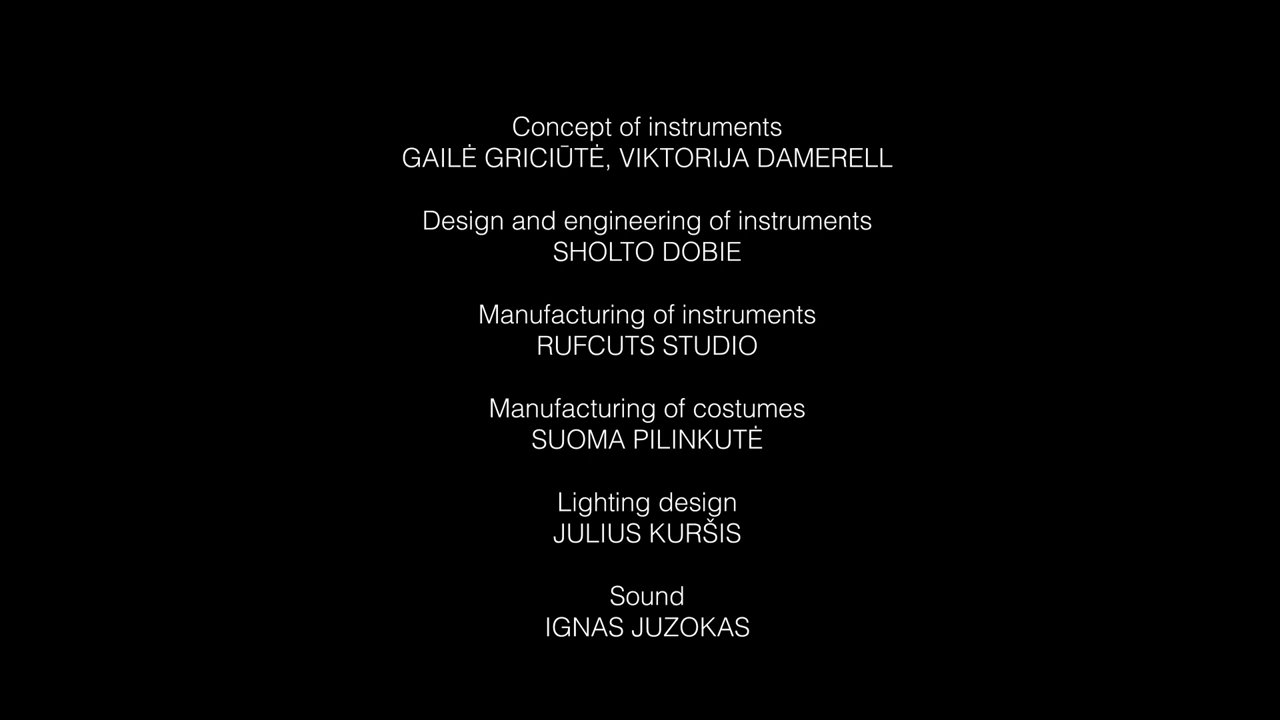 Concept of instruments
GAILĖ GRICIŪTĖ, VIKTORIJA DAMERELL
Design and engineering of instruments
SHOLTO DOBIE
Manufacturing of instruments
RUFCUTS STUDIO
Manufacturing of costumes
SUOMA PILINKUTĖ
Lighting design
JULIUS KURŠIS
Sound
IGNAS JUZOKAS